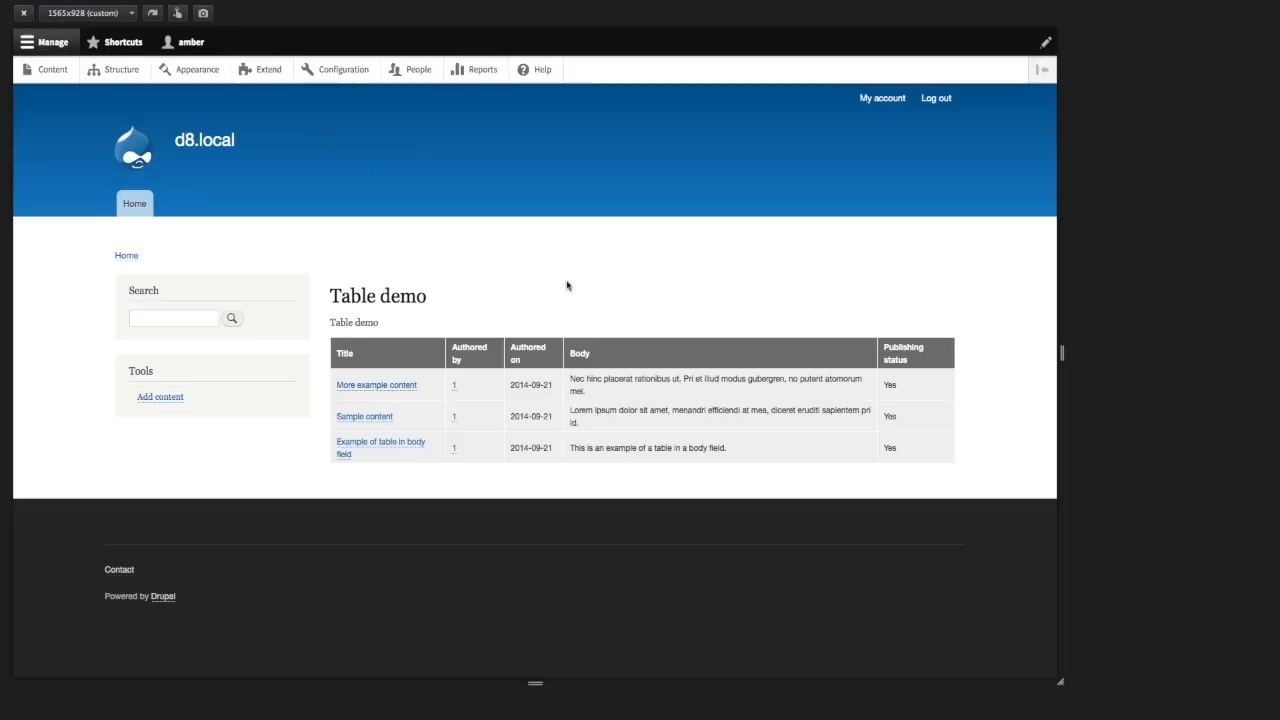 1565x928 (custom)
Manage Shortcuts amber
Content Structure Appearance Extend Configuration People Reports Help
My account Log out
d8.local
Home
Home
Search
Tools
Add content
Table demo
Table demo
Title Authored by Authored on Body Publishing status
More example content 1 2014-09-21 Nec hinc placerat rationibus ut. Pri et illud modus gubergren, no putent atomorum mei. Yes
Sample content 1 2014-09-21 Lorem ipsum dolor sit amet, menandri efficiendi at mea, diceret eruditi sapientem pri id. Yes
Example of table in body field 1 2014-09-21 This is an example of a table in a body field. Yes
Contact
Powered by Drupal